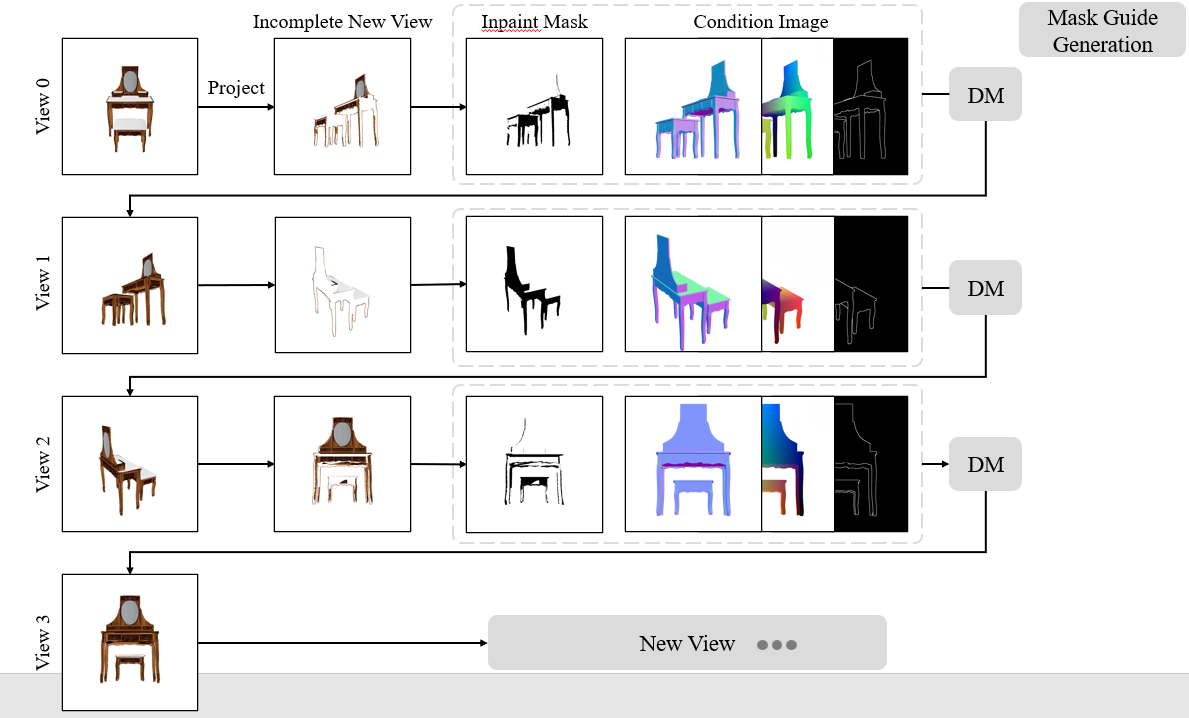 Incomplete New View
Inpaint Mask
Condition Image
Mask Guide
Generation
View 0
Project
DM
View 1
DM
View 2
DM
View 3
New View